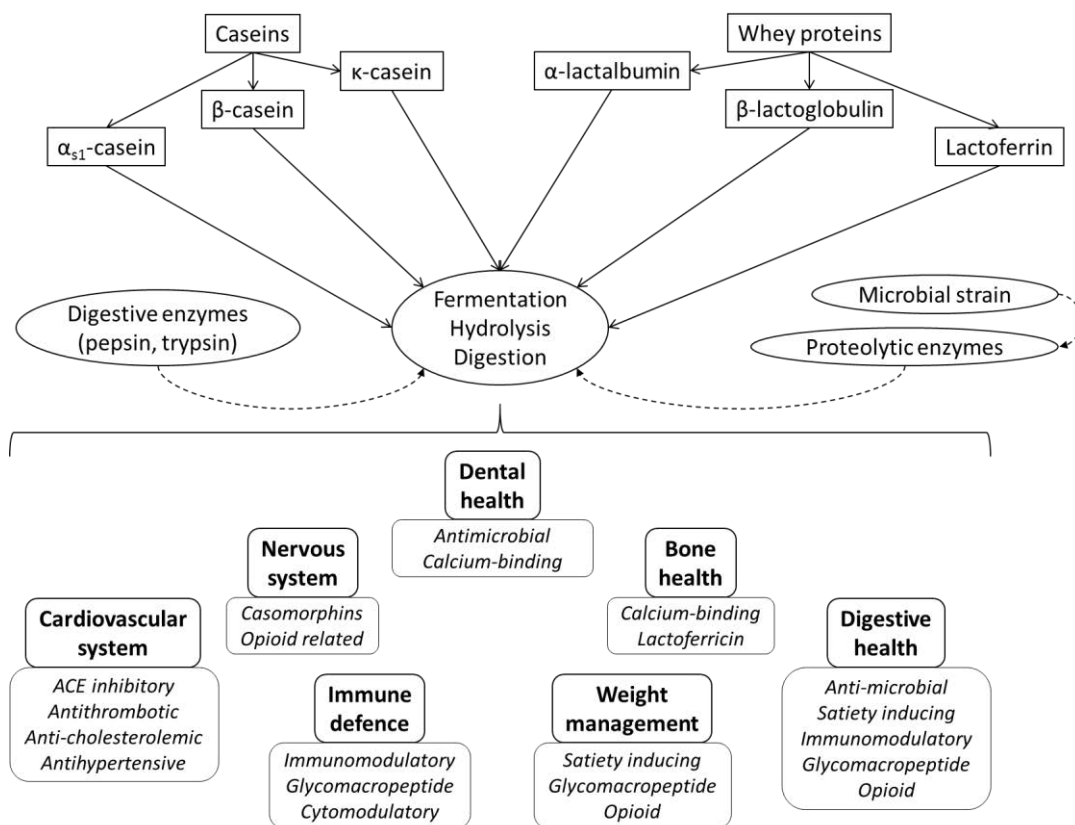 Caseins
Whey proteins
κ-casein
α-lactalbumin
β-casein
β-lactoglobulin
αs1-casein
Lactoferrin
Fermentation
Hydrolysis
Digestion
Digestive enzymes
(pepsin, trypsin)
Microbial strain
Proteolytic enzymes
Dental
health
Antimicrobial
Calcium-binding
Nervous
system
Casomorphins
Opioid related
Bone
health
Calcium-binding
Lactoferricin
Cardiovascular
system
ACE inhibitory
Antithrombotic
Anti-cholesterolemic
Antihypertensive
Digestive
health
Anti-microbial
Satiety inducing
Immunomodulatory
Glycomacropeptide
Opioid
Immune
defence
Immunomodulatory
Glycomacropeptide
Cytomodulatory
Weight
management
Satiety inducing
Glycomacropeptide
Opioid